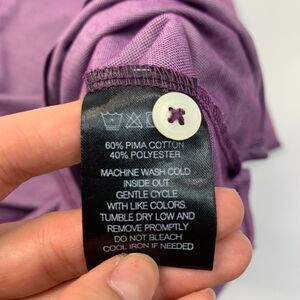 60% PIMA COTTON
40% POLYESTER
MACHINE WASH COLD
INSIDE OUT
GENTLE CYCLE
WITH LIKE COLORS.
TUMBLE DRY LOW AND
REMOVE PROMPTLY
DO NOT BLEACH
COOL IRON IF NEEDED